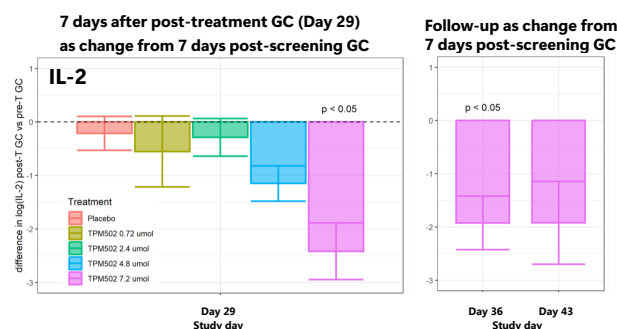 7 days after post-treatment GC (Day 29)
as change from 7 days post-screening GC
Follow-up as change from
7 days post-screening GC
difference in log(IL-2) post-T GC vs pre-T GC
1
0
-1
-2
-3
IL-2
p < 0.05
Treatment
Placebo
TPM502 0.72 umol
TPM502 2.4 umol
TPM502 4.8 umol
TPM502 7.2 umol
Day 29
Study day
1
0
-1
-2
-3
p < 0.05
Day 36
Day 43
Study day